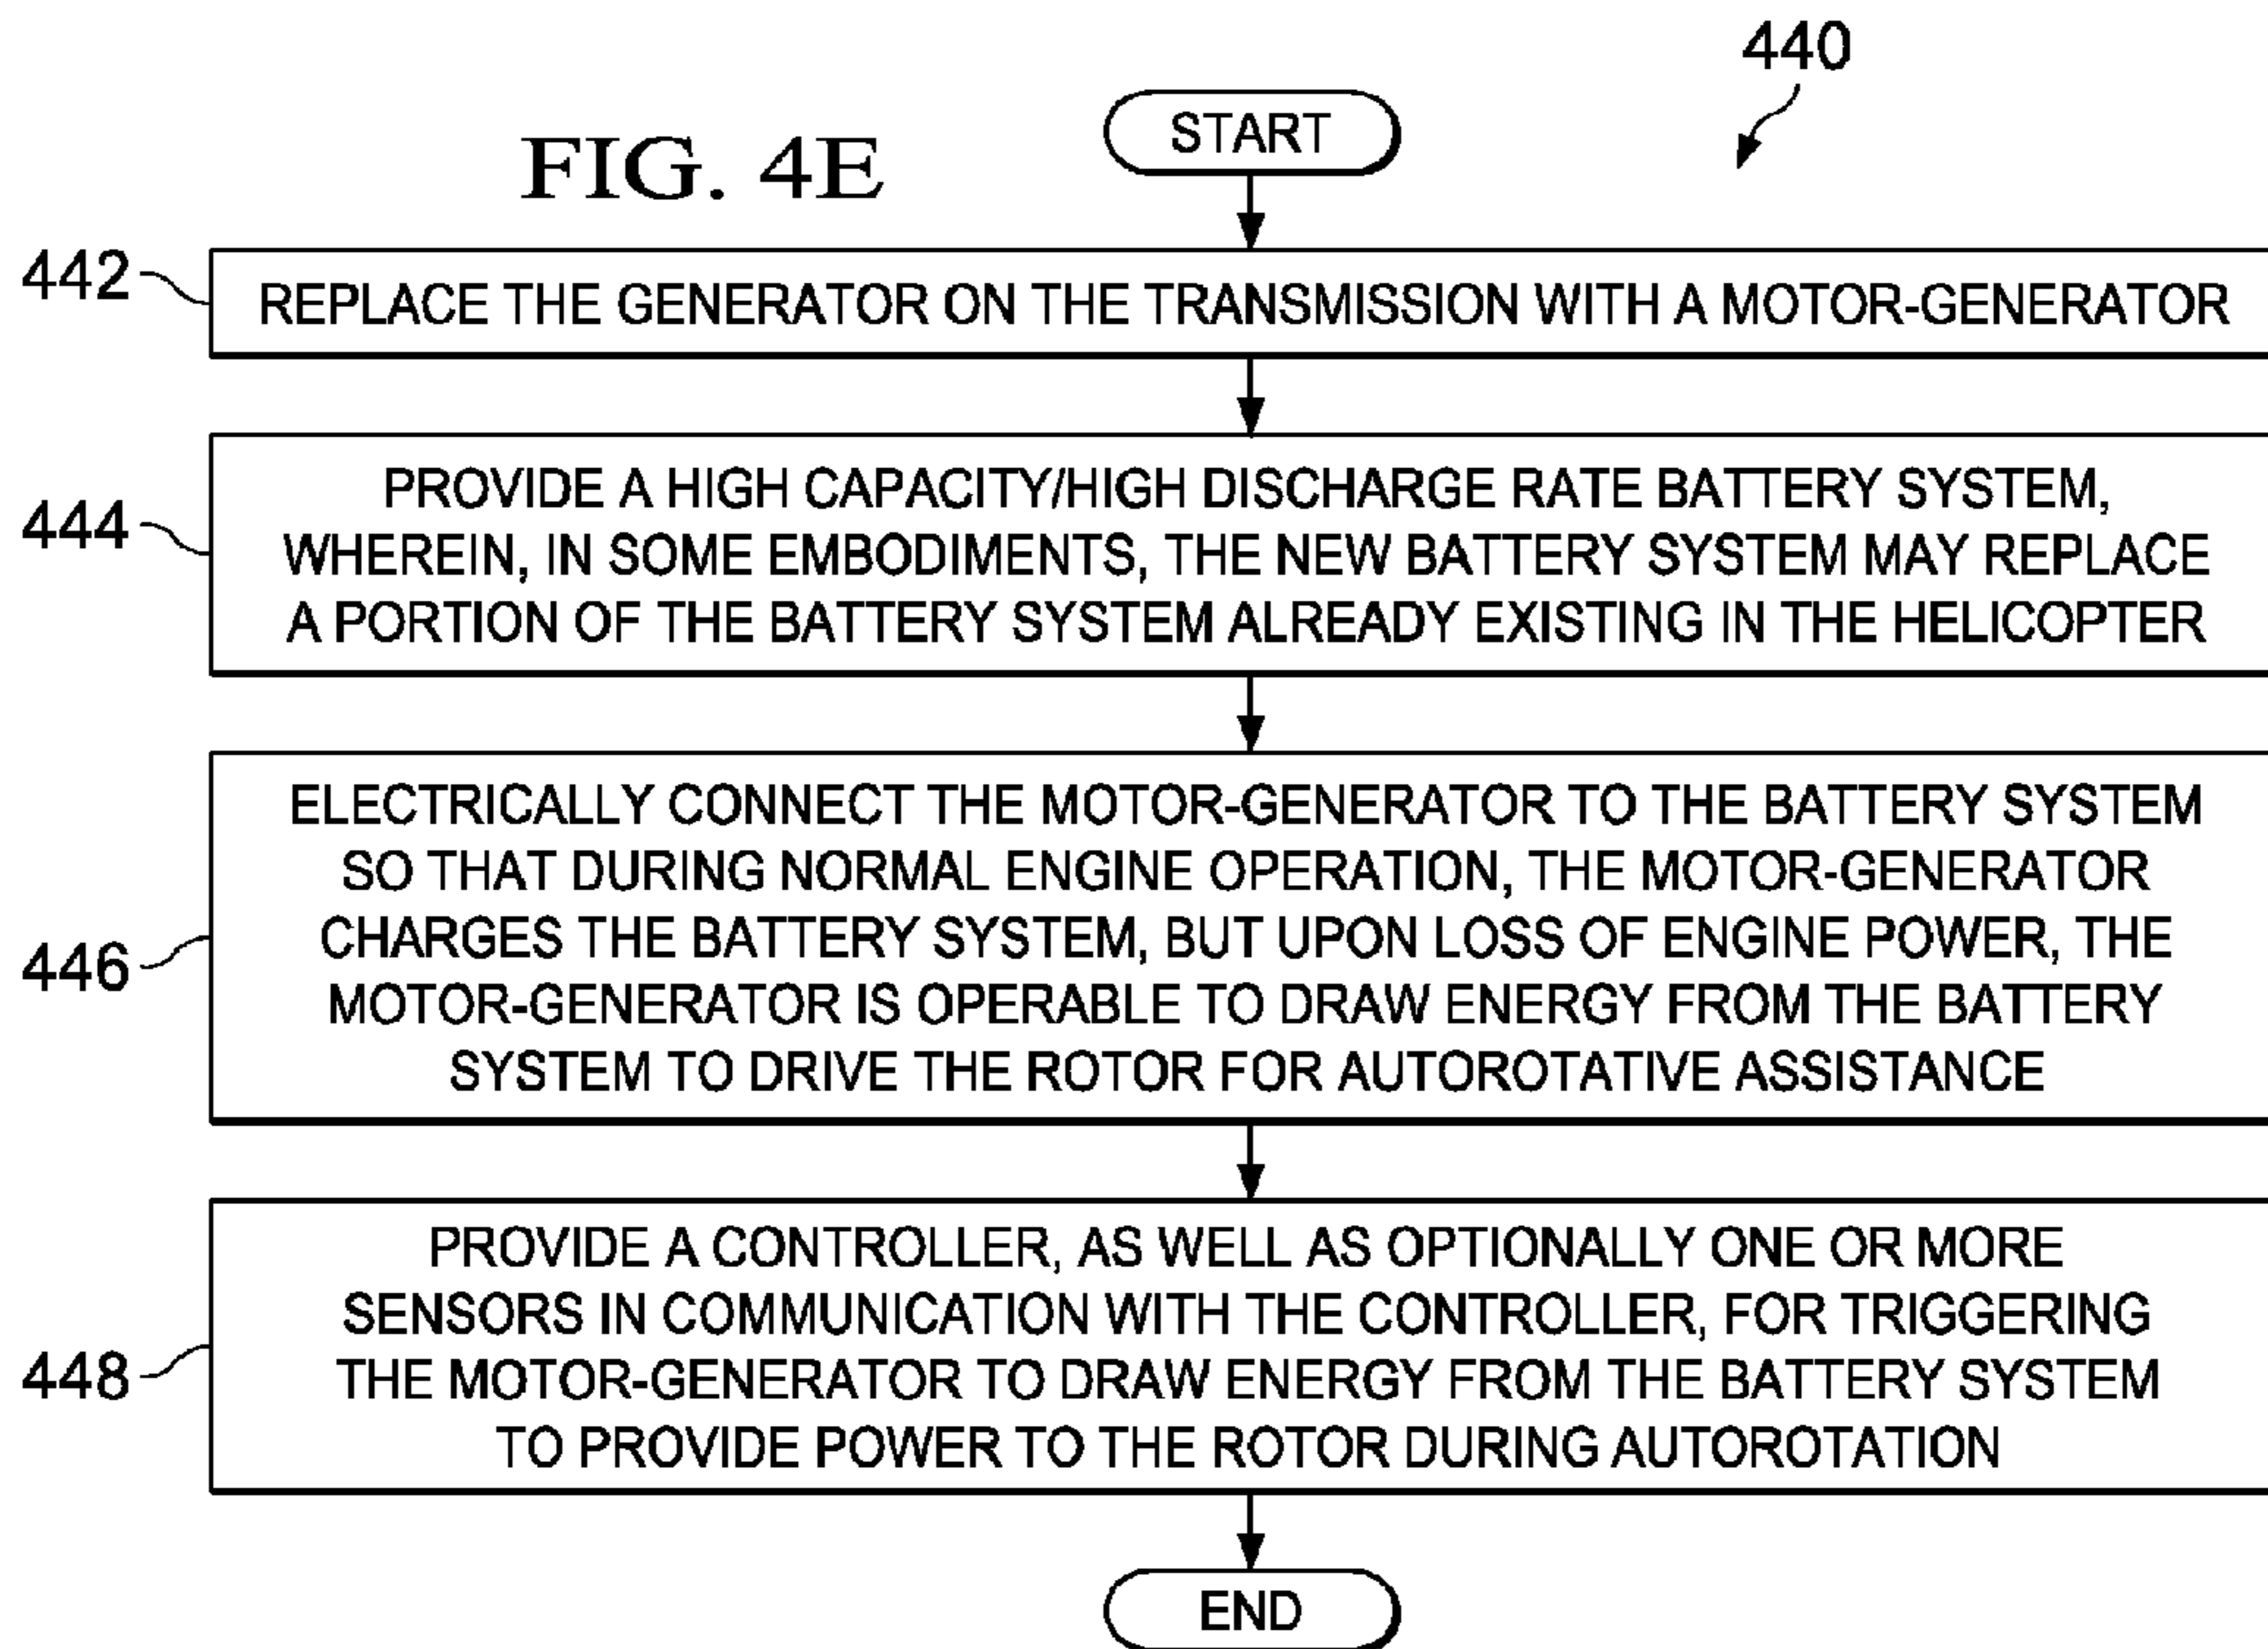 440
FIG. 4E
START
442
REPLACE THE GENERATOR ON THE TRANSMISSION WITH A MOTOR-GENERATOR
444
PROVIDE A HIGH CAPACITY/HIGH DISCHARGE RATE BATTERY SYSTEM,
WHEREIN, IN SOME EMBODIMENTS, THE NEW BATTERY SYSTEM MAY REPLACE
A PORTION OF THE BATTERY SYSTEM ALREADY EXISTING IN THE HELICOPTER
446
ELECTRICALLY CONNECT THE MOTOR-GENERATOR TO THE BATTERY SYSTEM
SO THAT DURING NORMAL ENGINE OPERATION, THE MOTOR-GENERATOR
CHARGES THE BATTERY SYSTEM, BUT UPON LOSS OF ENGINE POWER, THE
MOTOR-GENERATOR IS OPERABLE TO DRAW ENERGY FROM THE BATTERY
SYSTEM TO DRIVE THE ROTOR FOR AUTOROTATIVE ASSISTANCE
448
PROVIDE A CONTROLLER, AS WELL AS OPTIONALLY ONE OR MORE
SENSORS IN COMMUNICATION WITH THE CONTROLLER, FOR TRIGGERING
THE MOTOR-GENERATOR TO DRAW ENERGY FROM THE BATTERY SYSTEM
TO PROVIDE POWER TO THE ROTOR DURING AUTOROTATION
END